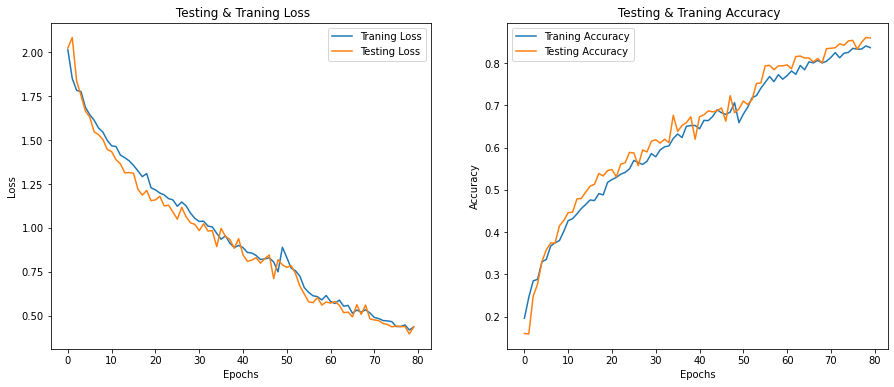 Testing & Traning Loss
Traning Loss
Testing Loss
2.00
1.75
1.50
1.25
1.00
0.75
0.50
Loss
0 10 20 30 40 50 60 70 80
Epochs
Testing & Traning Accuracy
Traning Accuracy
Testing Accuracy
0.8
0.7
0.6
0.5
0.4
0.3
0.2
Accuracy
0 10 20 30 40 50 60 70 80
Epochs